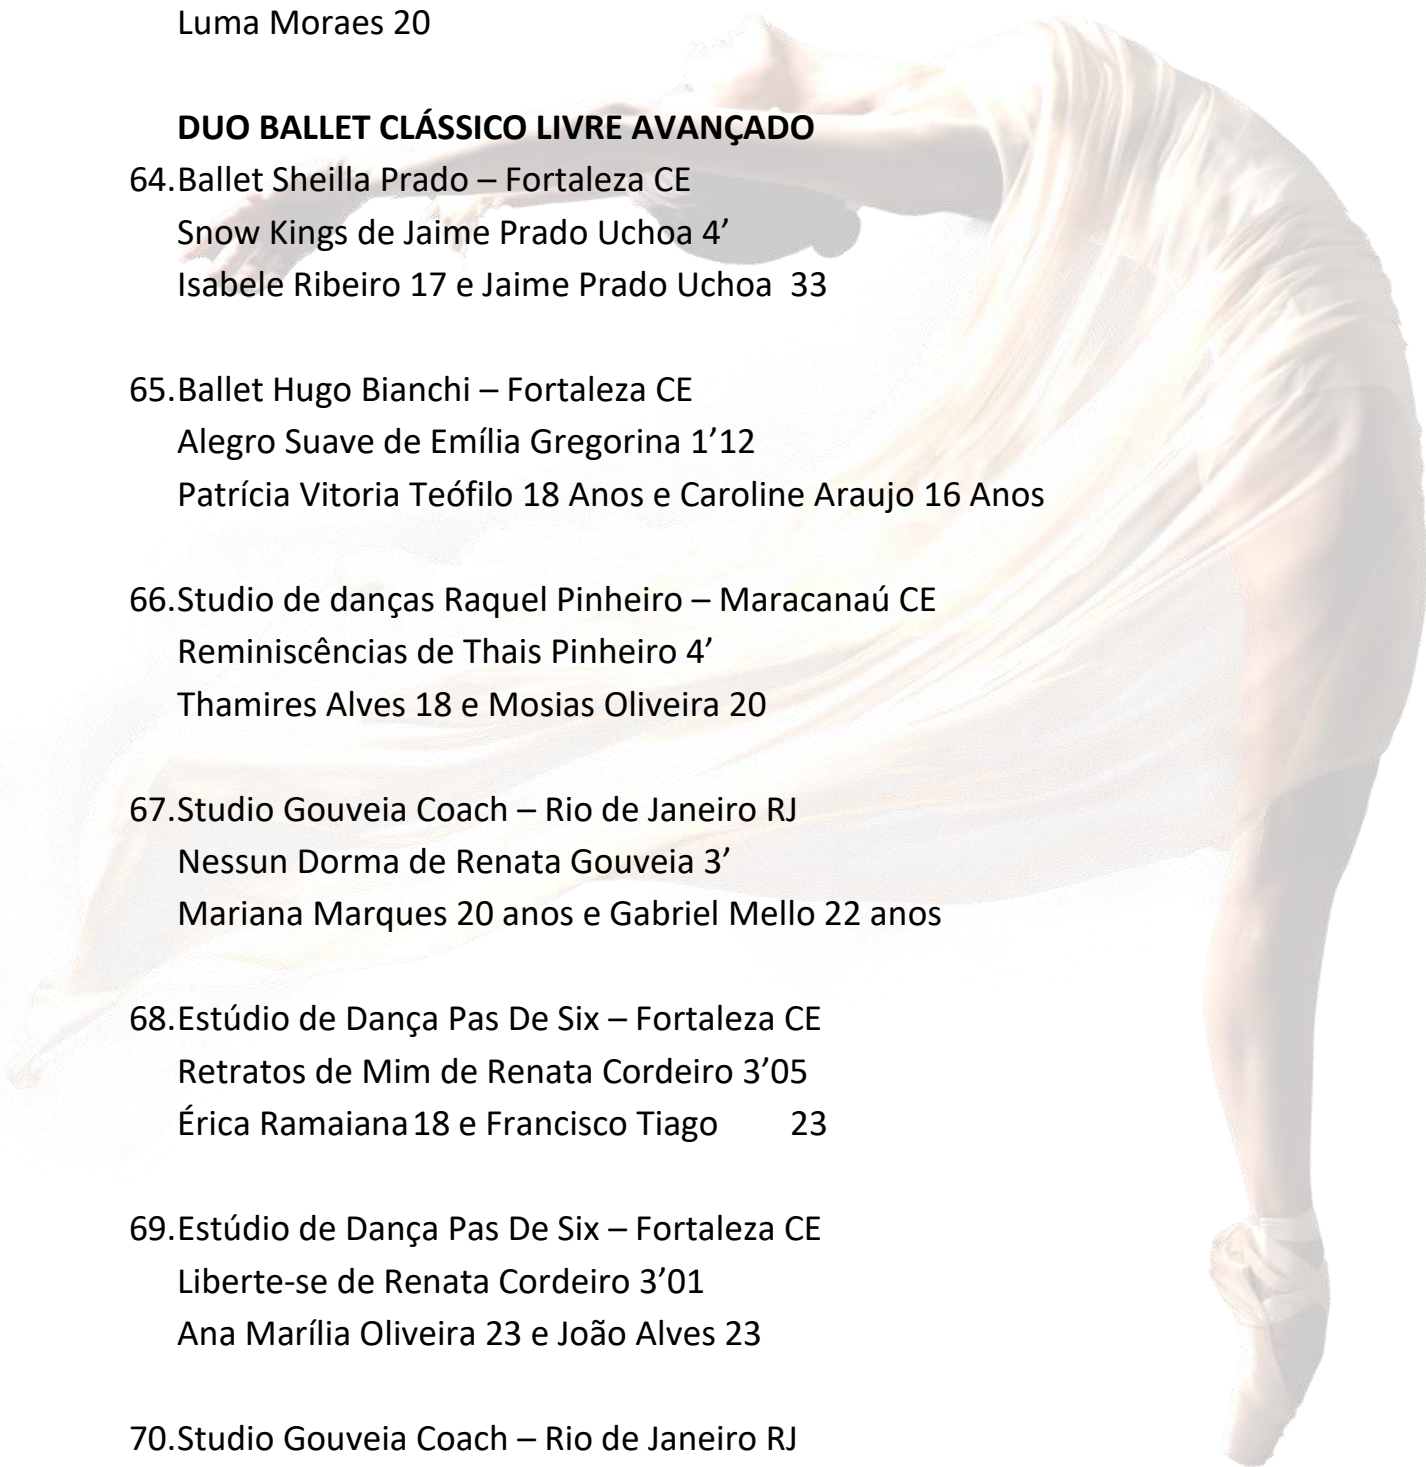 Luma Moraes 20
DUO BALLET CLÁSSICO LIVRE AVANÇADO
64.Ballet Sheilla Prado – Fortaleza CE
Snow Kings de Jaime Prado Uchoa 4’
Isabele Ribeiro 17 e Jaime Prado Uchoa 33
65.Ballet Hugo Bianchi – Fortaleza CE
Alegro Suave de Emília Gregorina 1’12
Patrícia Vitoria Teófilo 18 Anos e Caroline Araujo 16 Anos
66.Studio de danças Raquel Pinheiro – Maracanaú CE
Reminiscências de Thais Pinheiro 4’
Thamires Alves 18 e Mosias Oliveira 20
67.Studio Gouveia Coach – Rio de Janeiro RJ
Nessun Dorma de Renata Gouveia 3’
Mariana Marques 20 anos e Gabriel Mello 22 anos
68.Estúdio de Dança Pas De Six – Fortaleza CE
Retratos de Mim de Renata Cordeiro 3’05
Érica Ramaiana 18 e Francisco Tiago 23
69.Estúdio de Dança Pas De Six – Fortaleza CE
Liberte-se de Renata Cordeiro 3’01
Ana Marília Oliveira 23 e João Alves 23
70.Studio Gouveia Coach – Rio de Janeiro RJ